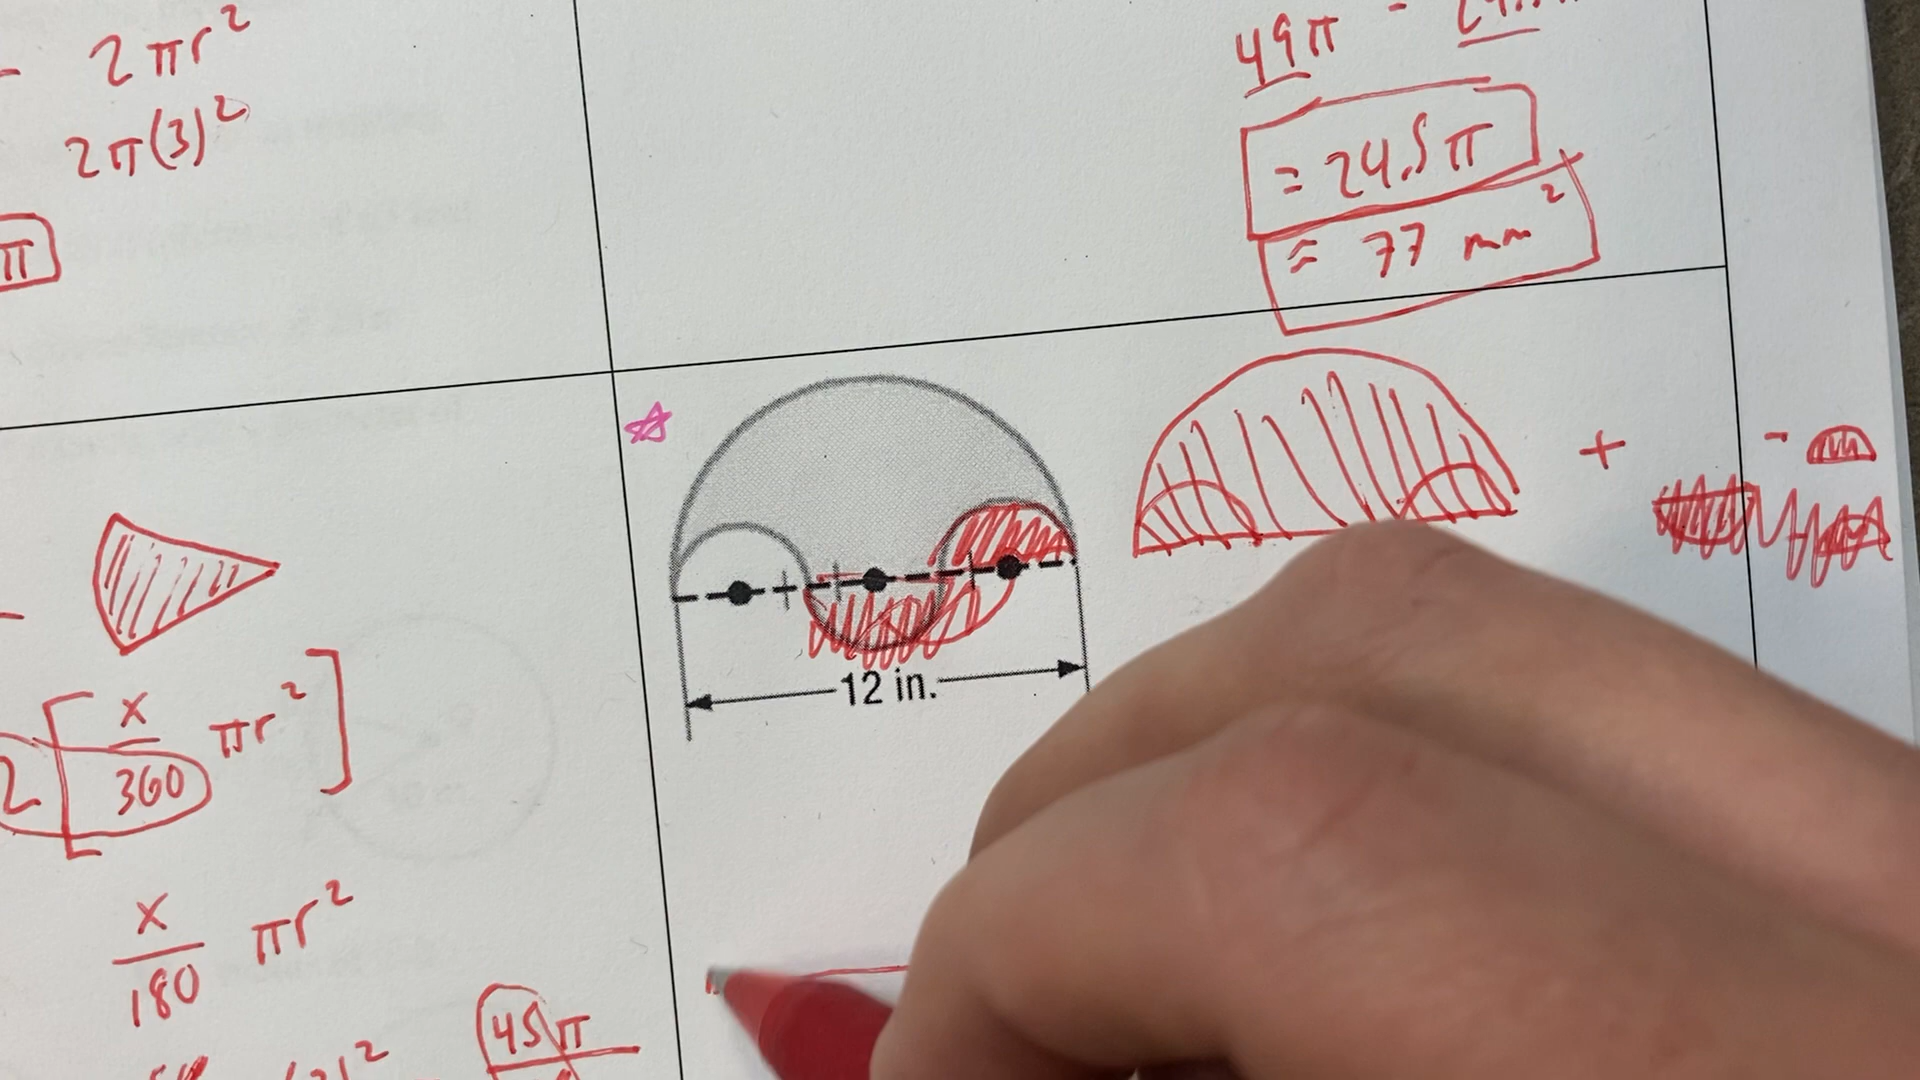 - 2πr²
2π(3)²
π
49π -
= 24.5π
≈ 77 mm²
+ -
12 in.
-
2[x/360 πr²]
x/180 πr²
45π